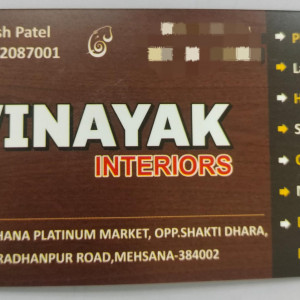 sh Patel
2087001
VINAYAK
INTERIORS
HANA PLATINUM MARKET, OPP.SHAKTI DHARA,
RADHANPUR ROAD,MEHSANA-384002